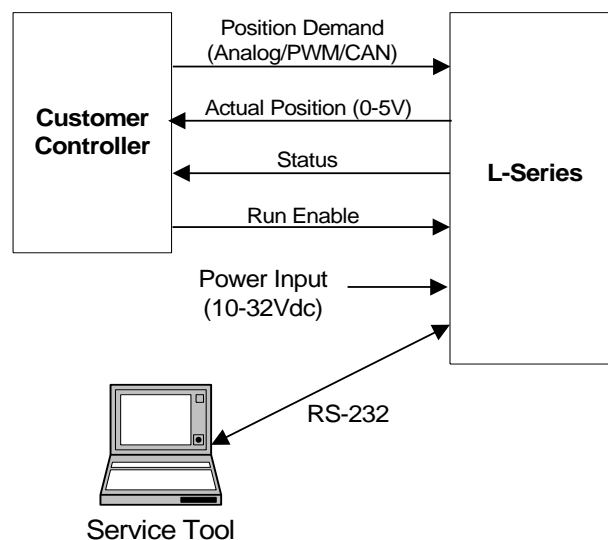 Position Demand
(Analog/PWM/CAN)
Customer
Controller
Actual Position (0-5V)
Status
L-Series
Run Enable
Power Input
(10-32Vdc)
RS-232
Service Tool